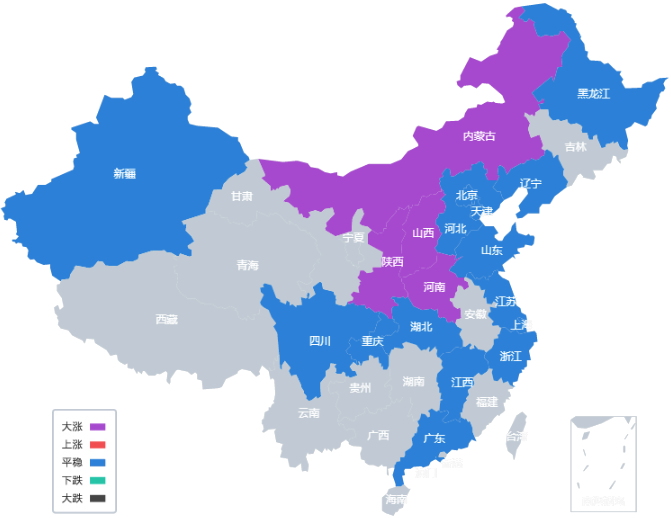 黑龙江
内蒙古
吉林
新疆
辽宁
北京
甘肃
天津
河北
山西
宁夏
山东
陕西
青海
河南
江苏
安徽
西藏
上海
湖北
四川
重庆
浙江
湖南
江西
贵州
福建
云南
广西
广东
台湾
海南
大涨
上涨
平稳
下跌
大跌